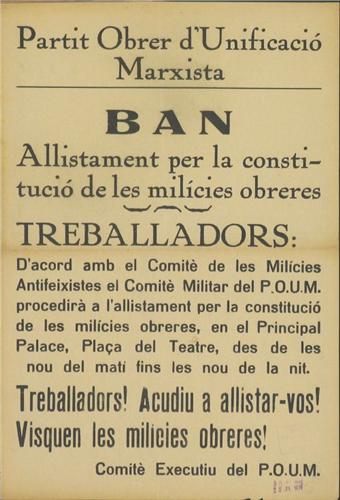 Partit Obrer d'Unificació
Marxista
BAN
Allistament per la consti-
tució de les milícies obreres
TREBALLADORS:
D'acord amb el Comitè de les Milícies
Antifeixistes el Comitè Militar del P.O.U.M.
procedirà a l'allistament per la constitució
de les milícies obreres, en el Principal
Palace, Plaça del Teatre, des de les
nou del matí fins les nou de la nit.
Treballadors! Acudiu a allistar-vos!
Visquen les milícies obreres!
Comitè Executiu del P.O.U.M.